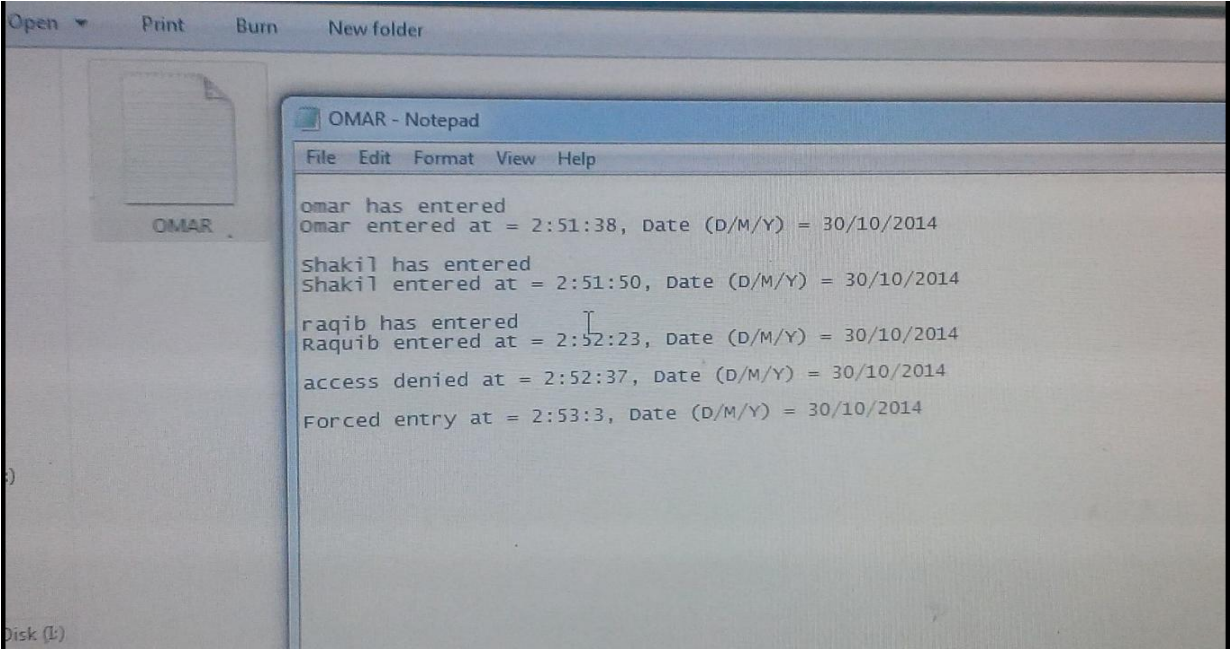 Open Print Burn New folder
OMAR - Notepad
File Edit Format View Help
OMAR
omar has entered
Omar entered at = 2:51:38, Date (D/M/Y) = 30/10/2014
Shakil has entered
Shakil entered at = 2:51:50, Date (D/M/Y) = 30/10/2014
raqib has entered
Raquib entered at = 2:52:23, Date (D/M/Y) = 30/10/2014
access denied at = 2:52:37, Date (D/M/Y) = 30/10/2014
Forced entry at = 2:53:3, Date (D/M/Y) = 30/10/2014
:)
Disk (I:)